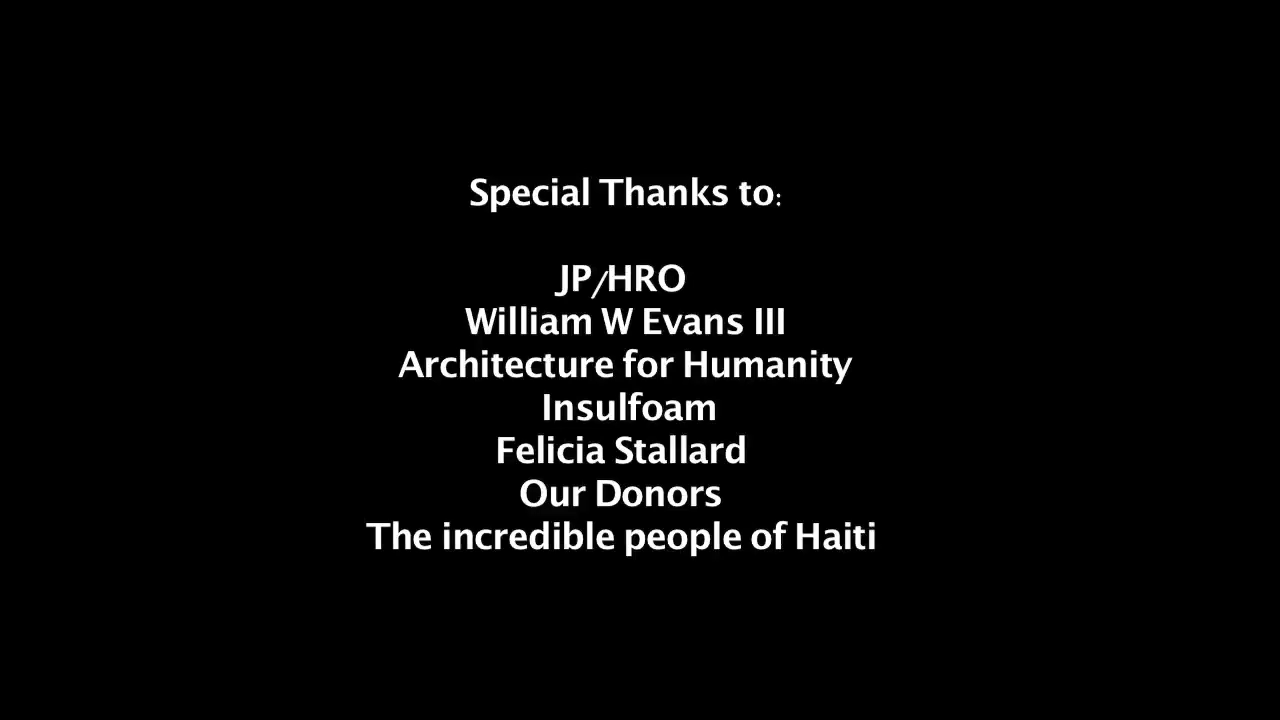 Special Thanks to:
JP/HRO
William W Evans III
Architecture for Humanity
Insulfoam
Felicia Stallard
Our Donors
The incredible people of Haiti